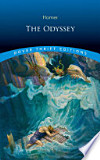 Homer
THE ODYSSEY
DOVER · THRIFT · EDITIONS